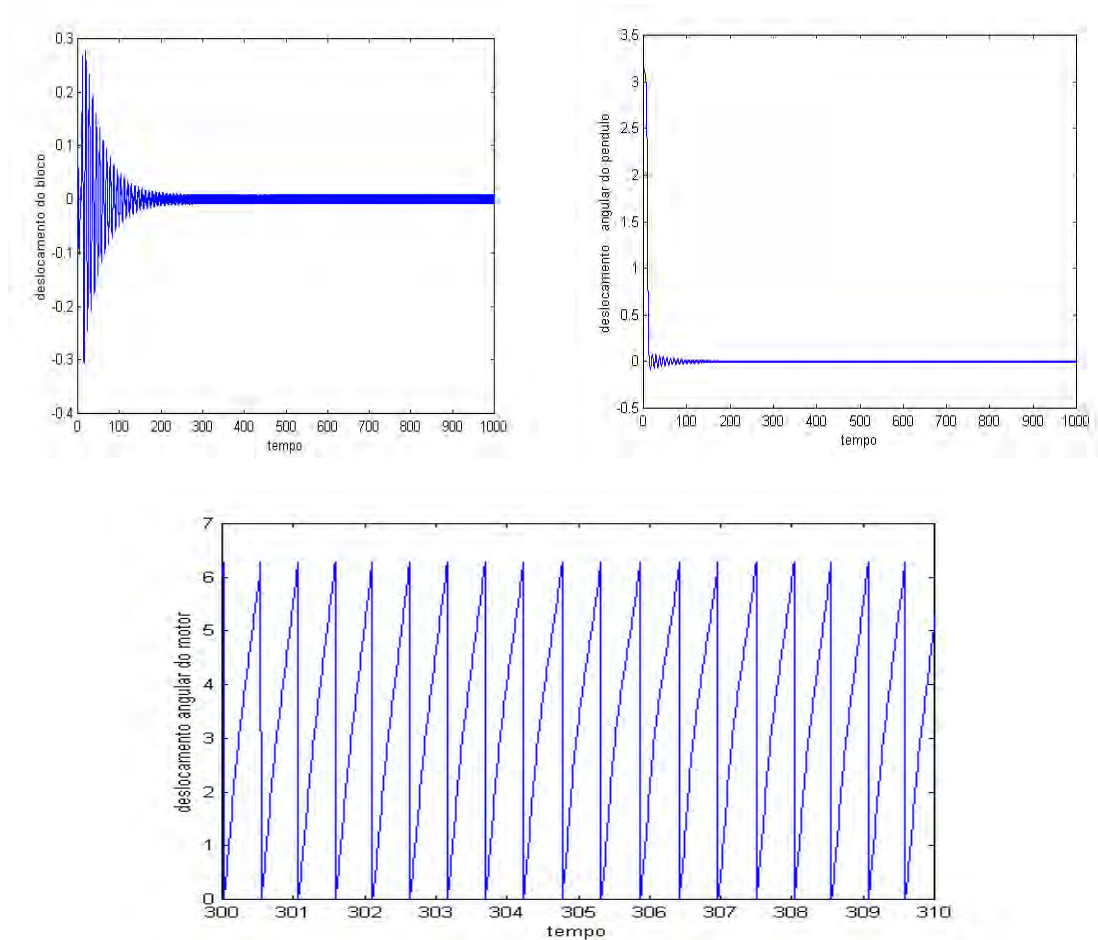 0.3
0.2
0.1
0
-0.1
-0.2
-0.3
-0.4
deslocamento do bloco
0 100 200 300 400 500 600 700 800 900 1000
tempo
3.5
3
2.5
2
1.5
1
0.5
0
-0.5
deslocamento angular do pendulo
0 100 200 300 400 500 600 700 800 900 1000
tempo
7
6
5
4
3
2
1
0
deslocamento angular do motor
300 301 302 303 304 305 306 307 308 309 310
tempo